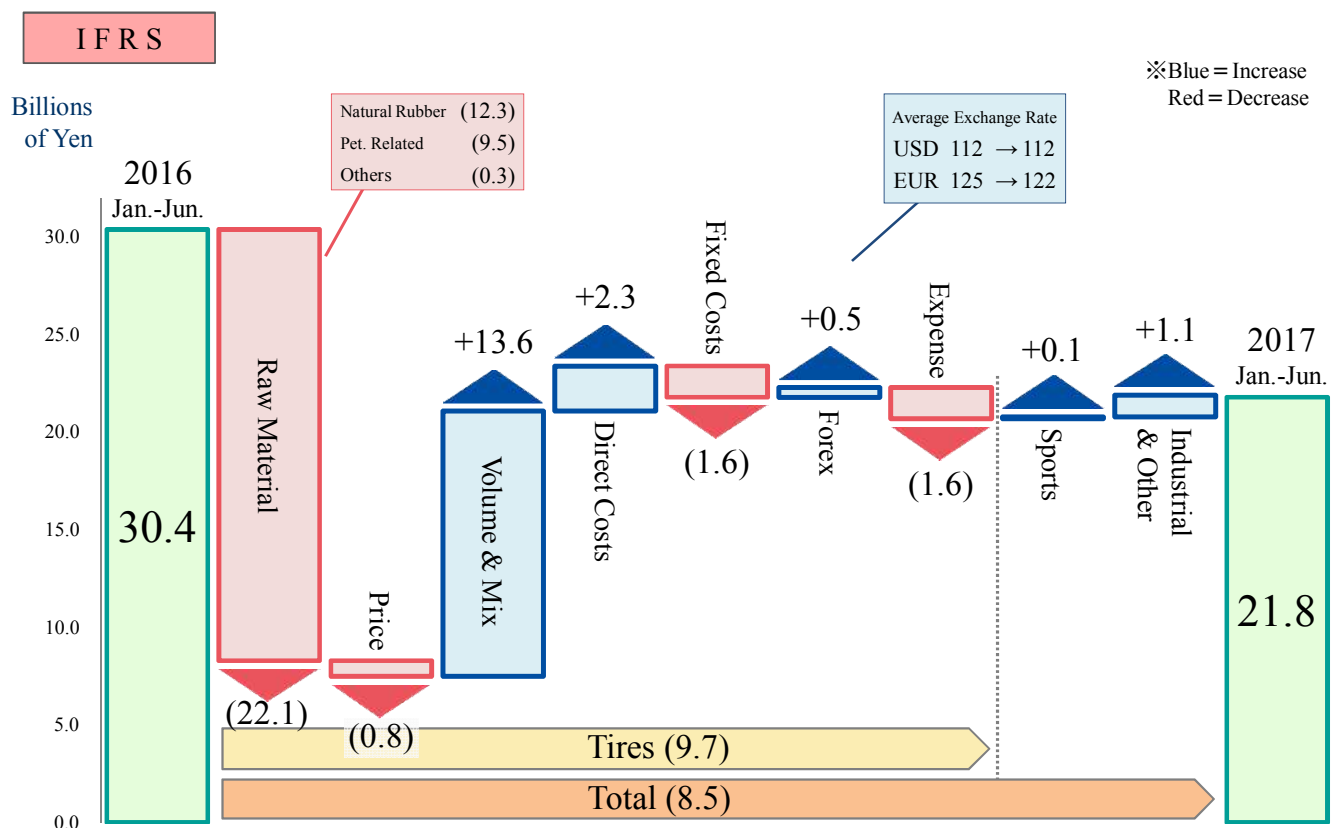 I F R S
※Blue = Increase
Red = Decrease
Billions
of Yen
Natural Rubber (12.3)
Pet. Related (9.5)
Others (0.3)
Average Exchange Rate
USD 112 → 112
EUR 125 → 122
2016
Jan.-Jun.
30.0
25.0
20.0
15.0
10.0
5.0
0.0
30.4
Raw Material
(22.1)
Price
(0.8)
+13.6
Volume & Mix
+2.3
Direct Costs
Fixed Costs
(1.6)
+0.5
Forex
Expense
(1.6)
+0.1
Sports
+1.1
Industrial
& Other
2017
Jan.-Jun.
21.8
Tires (9.7)
Total (8.5)